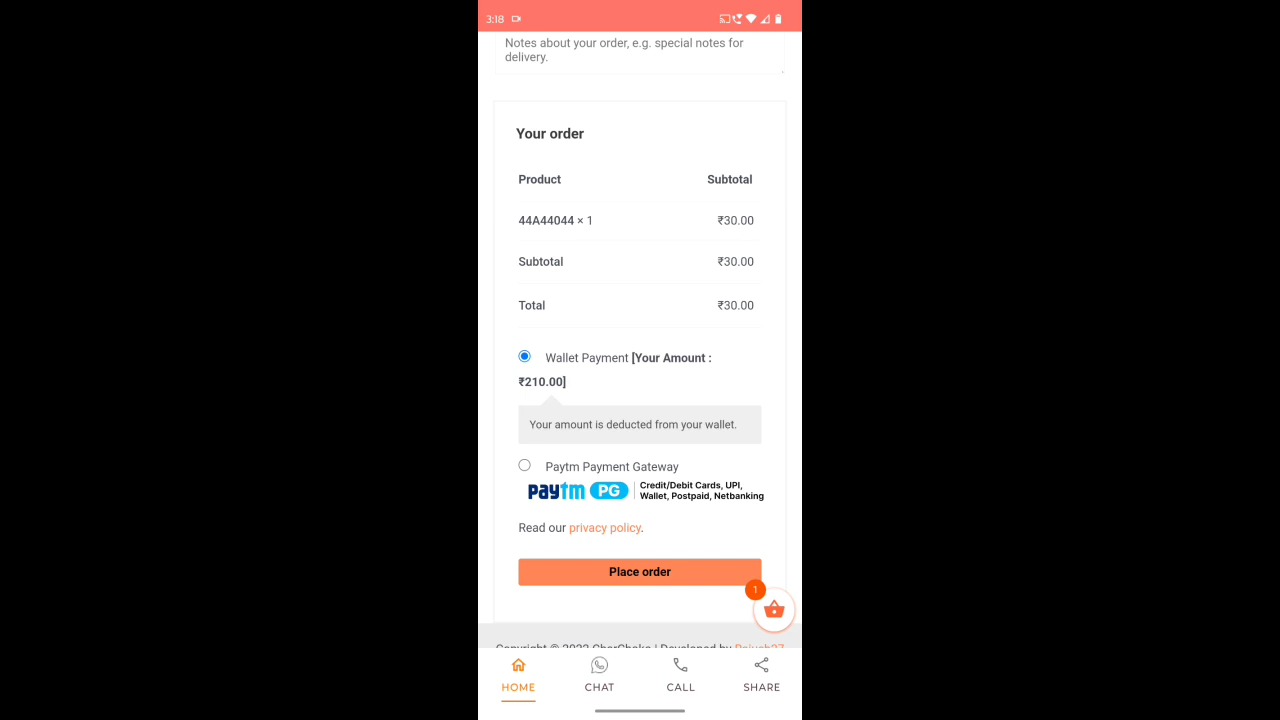 3:18
Notes about your order, e.g. special notes for
delivery.
Your order
Product Subtotal
44A44044 × 1 ₹30.00
Subtotal ₹30.00
Total ₹30.00
Wallet Payment [Your Amount :
₹210.00]
Your amount is deducted from your wallet.
Paytm Payment Gateway
paytm PG Credit/Debit Cards, UPI,
Wallet, Postpaid, Netbanking
Read our privacy policy.
Place order
1
Developed by
HOME CHAT CALL SHARE